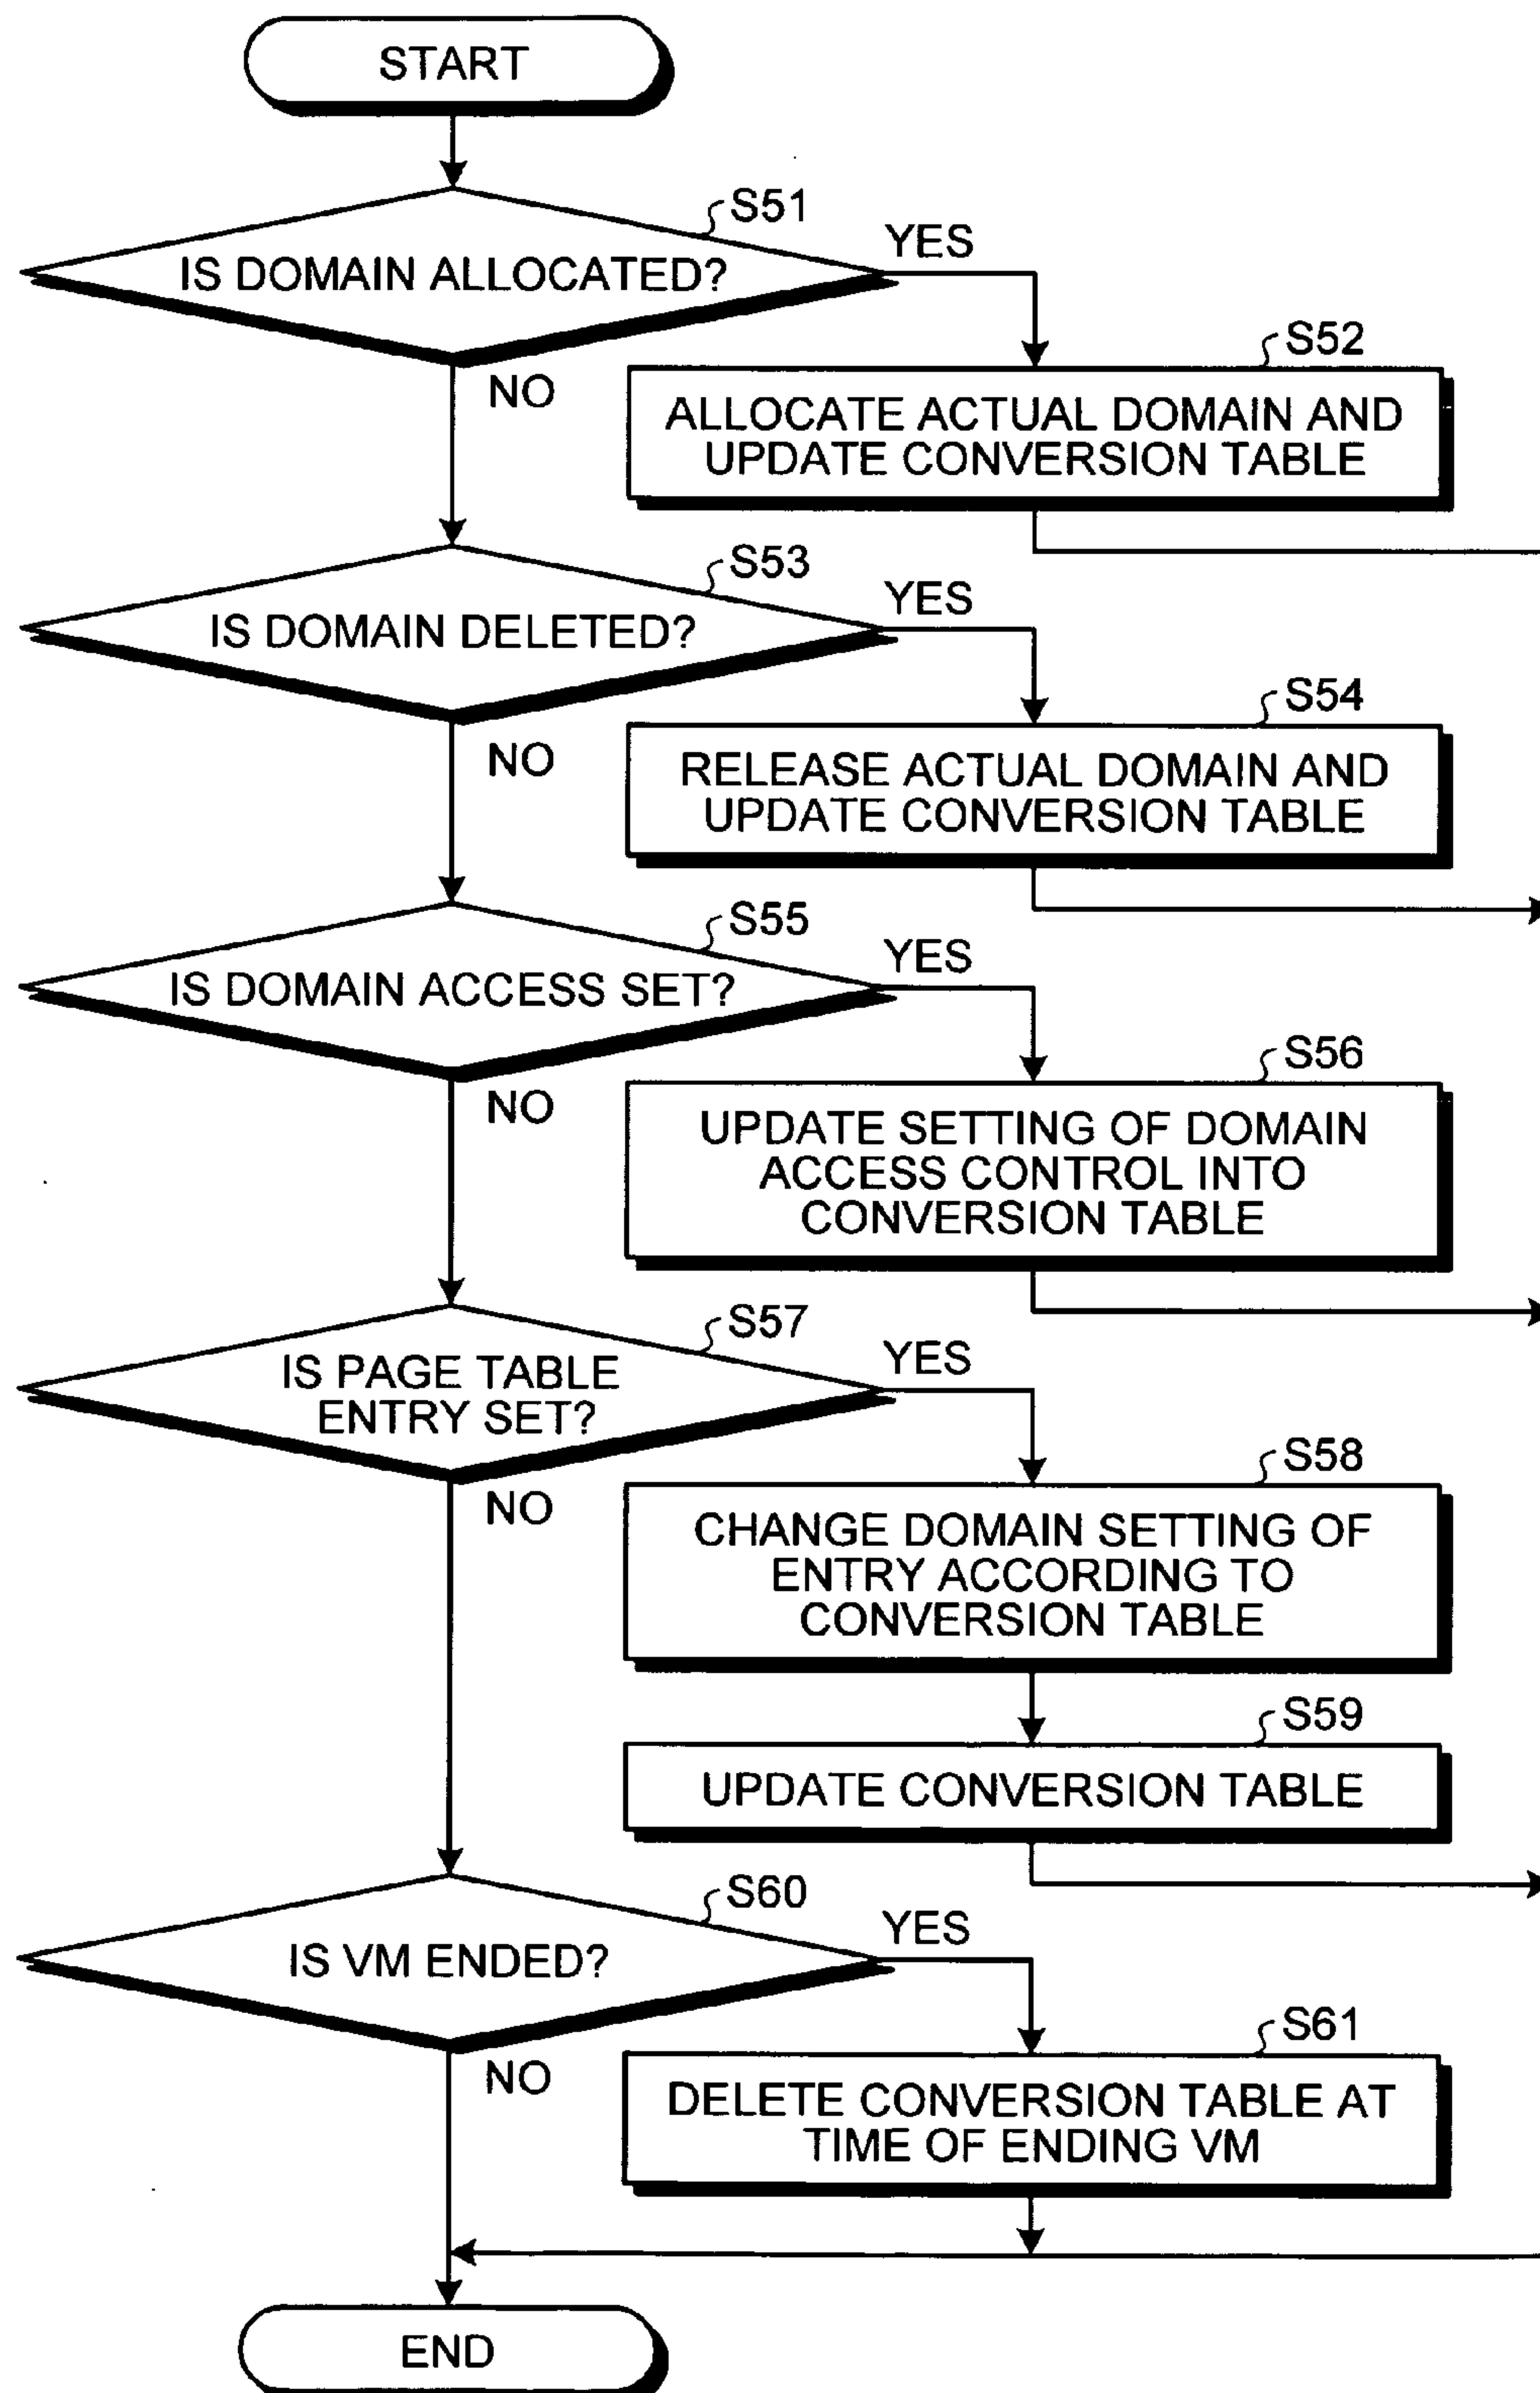 START
S51
IS DOMAIN ALLOCATED?
YES
NO
S52
ALLOCATE ACTUAL DOMAIN AND
UPDATE CONVERSION TABLE
S53
IS DOMAIN DELETED?
YES
NO
S54
RELEASE ACTUAL DOMAIN AND
UPDATE CONVERSION TABLE
S55
IS DOMAIN ACCESS SET?
YES
NO
S56
UPDATE SETTING OF DOMAIN
ACCESS CONTROL INTO
CONVERSION TABLE
S57
IS PAGE TABLE
ENTRY SET?
YES
NO
S58
CHANGE DOMAIN SETTING OF
ENTRY ACCORDING TO
CONVERSION TABLE
S59
UPDATE CONVERSION TABLE
S60
IS VM ENDED?
YES
NO
S61
DELETE CONVERSION TABLE AT
TIME OF ENDING VM
END